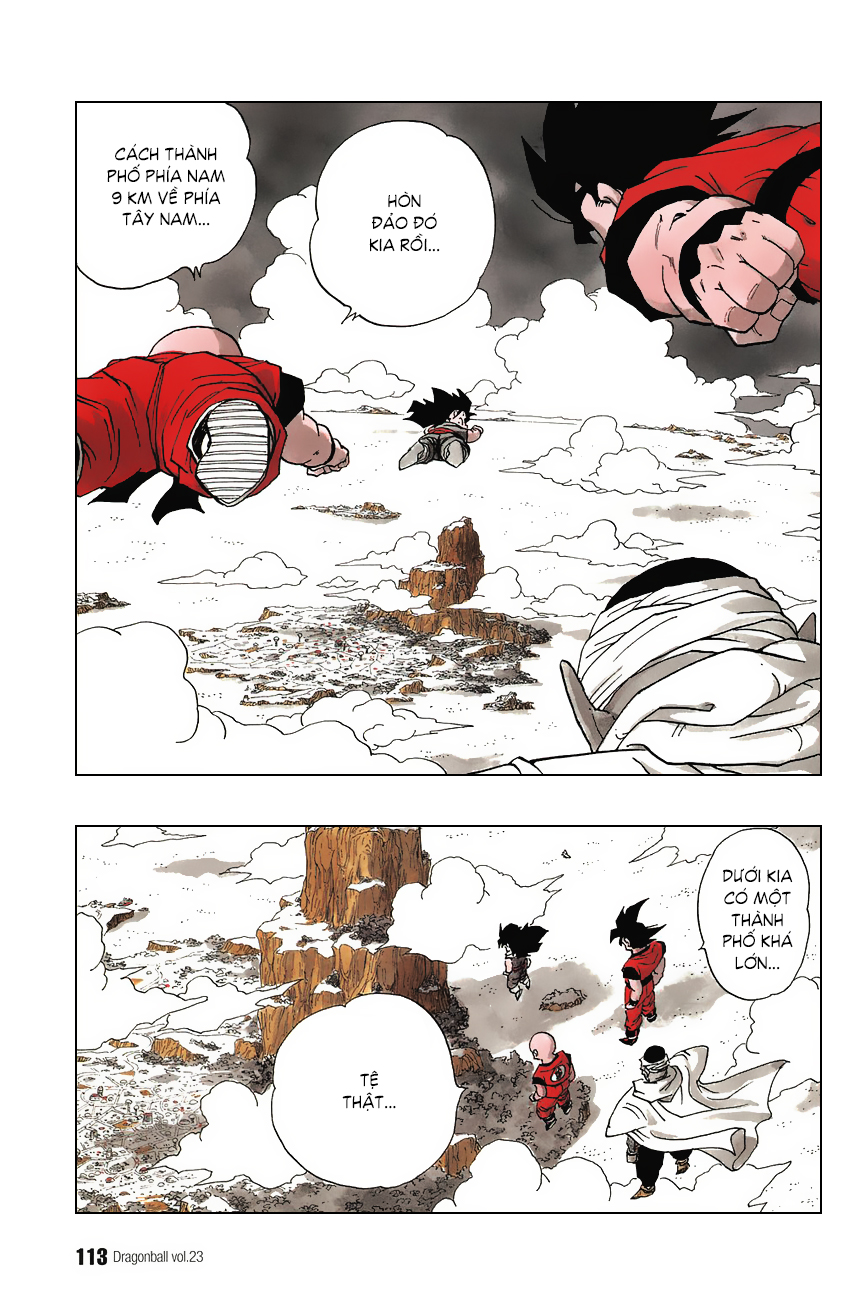 CÁCH THÀNH
PHỐ PHÍA NAM
9 KM VỀ PHÍA
TÂY NAM...
HÒN
ĐẢO ĐÓ
KIA RỒI...
DƯỚI KIA
CÓ MỘT
THÀNH
PHỐ KHÁ
LỚN...
TỆ
THẬT...
113 Dragonball vol.23